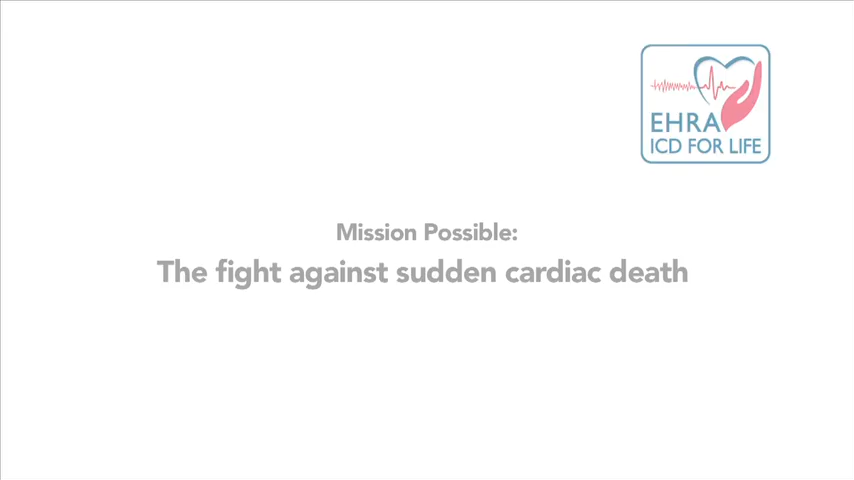 EHRA
ICD FOR LIFE
Mission Possible:
The fight against sudden cardiac death